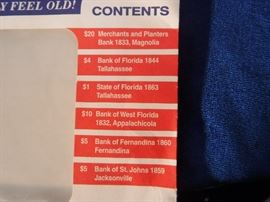 Y FEEL OLD!
CONTENTS
$20 Merchants and Planters
Bank 1833, Magnolia
$4 Bank of Florida 1844
Tallahassee
$1 State of Florida 1863
Tallahassee
$10 Bank of West Florida
1832, Appalachicola
$5 Bank of Fernandina 1860
Fernandina
$5 Bank of St. Johns 1859
Jacksonville